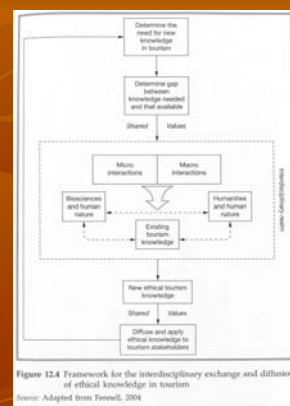 Determine the
need for new
knowledge
in tourism
Determine gap
between
knowledge needed
and that available
Shared Values
Micro
interactions
Macro
interactions
Biosciences
and human
nature
Humanities
and human
nature
Existing
tourism
knowledge
Interdisciplinary realm
New ethical tourism
knowledge
Shared Values
Diffuse and apply
ethical knowledge to
tourism stakeholders
Figure 12.4 Framework for the interdisciplinary exchange and diffusion
of ethical knowledge in tourism
Source: Adapted from Fennell, 2004